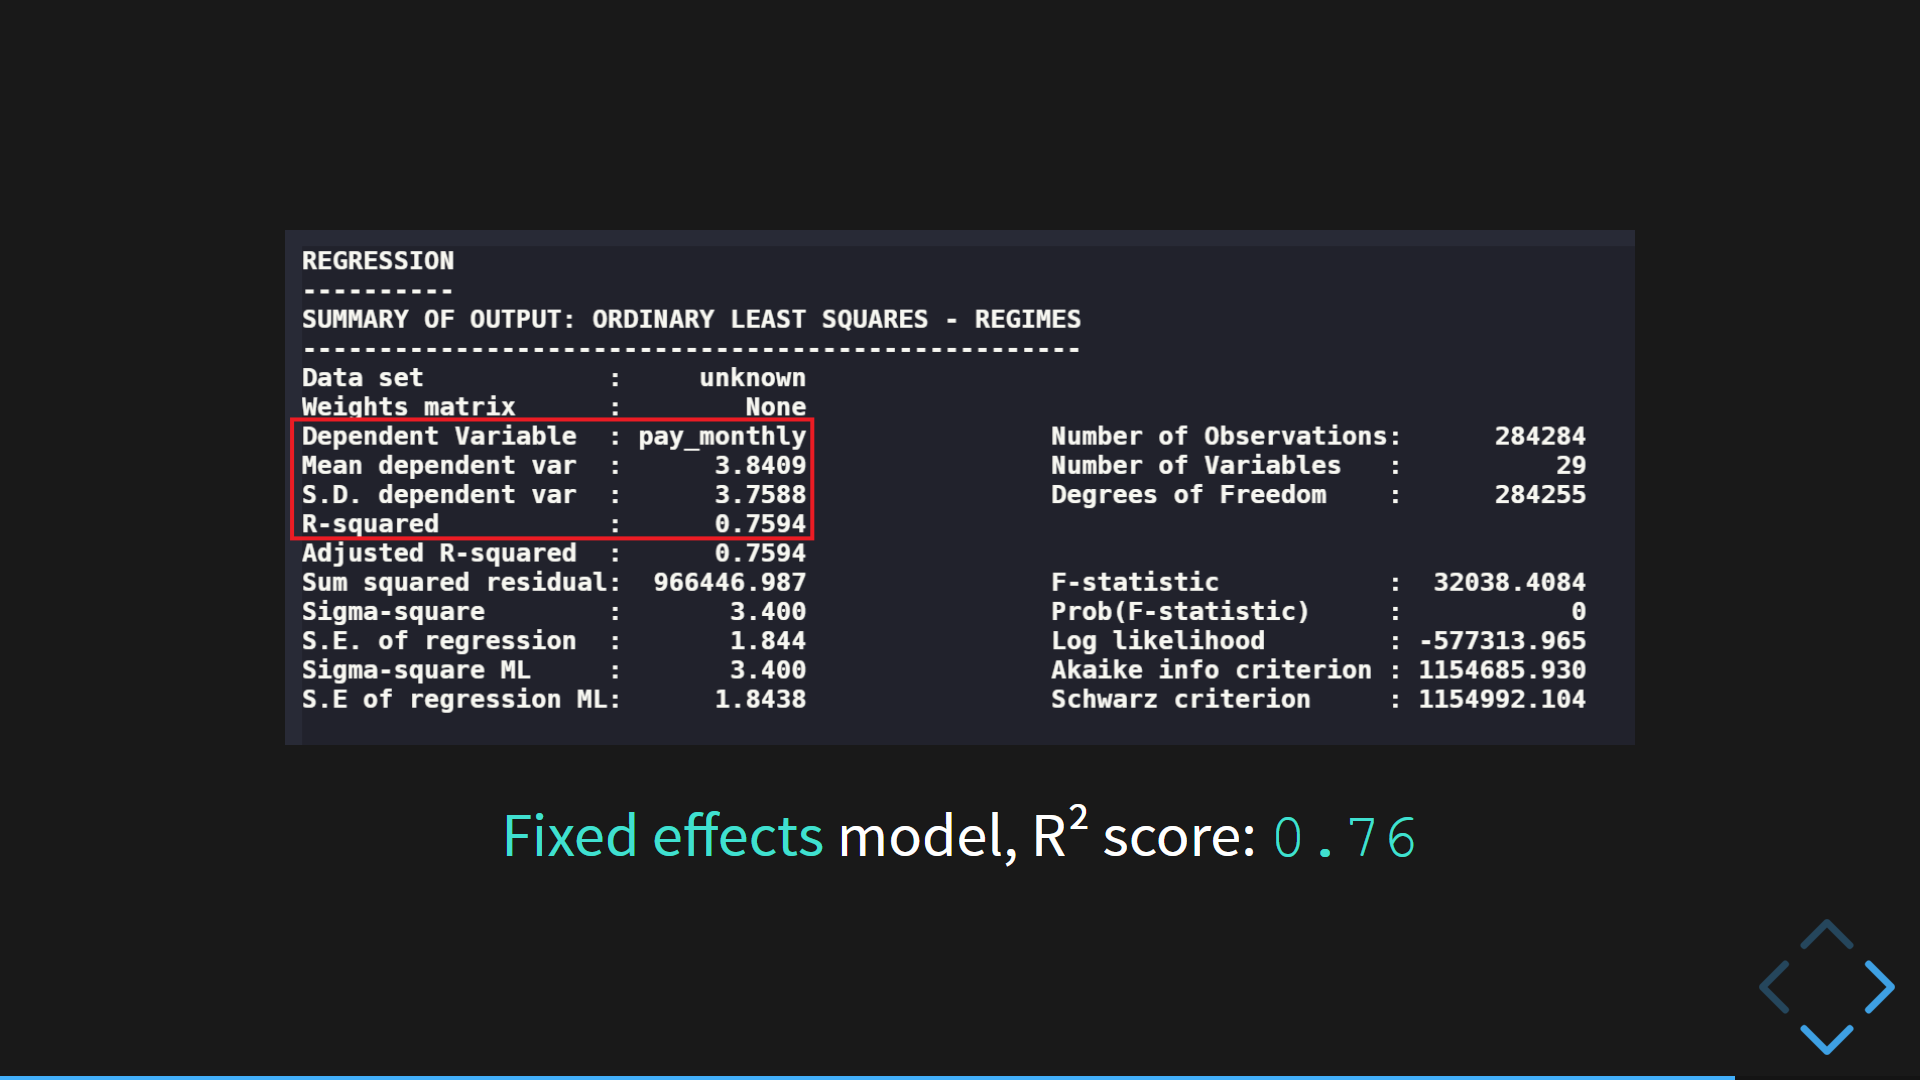 REGRESSION
----------
SUMMARY OF OUTPUT: ORDINARY LEAST SQUARES - REGIMES
---------------------------------------------------
Data set            :     unknown
Weights matrix      :        None
Dependent Variable  : pay_monthly                Number of Observations:      284284
Mean dependent var  :      3.8409                Number of Variables   :          29
S.D. dependent var  :      3.7588                Degrees of Freedom    :      284255
R-squared           :      0.7594
Adjusted R-squared  :      0.7594
Sum squared residual:  966446.987                F-statistic           :  32038.4084
Sigma-square        :       3.400                Prob(F-statistic)     :           0
S.E. of regression  :       1.844                Log likelihood        : -577313.965
Sigma-square ML     :       3.400                Akaike info criterion : 1154685.930
S.E of regression ML:      1.8438                Schwarz criterion     : 1154992.104
Fixed effects model, R² score: 0.76